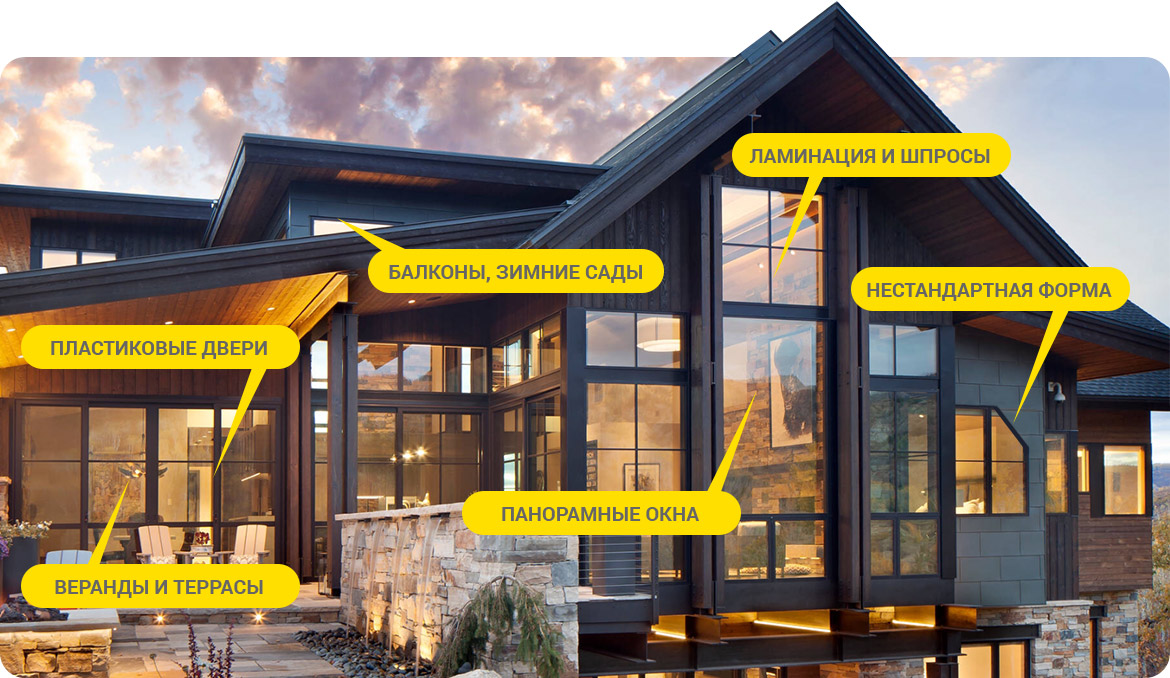 ЛАМИНАЦИЯ И ШПРОСЫ
БАЛКОНЫ, ЗИМНИЕ САДЫ
НЕСТАНДАРТНАЯ ФОРМА
ПЛАСТИКОВЫЕ ДВЕРИ
ПАНОРАМНЫЕ ОКНА
ВЕРАНДЫ И ТЕРРАСЫ